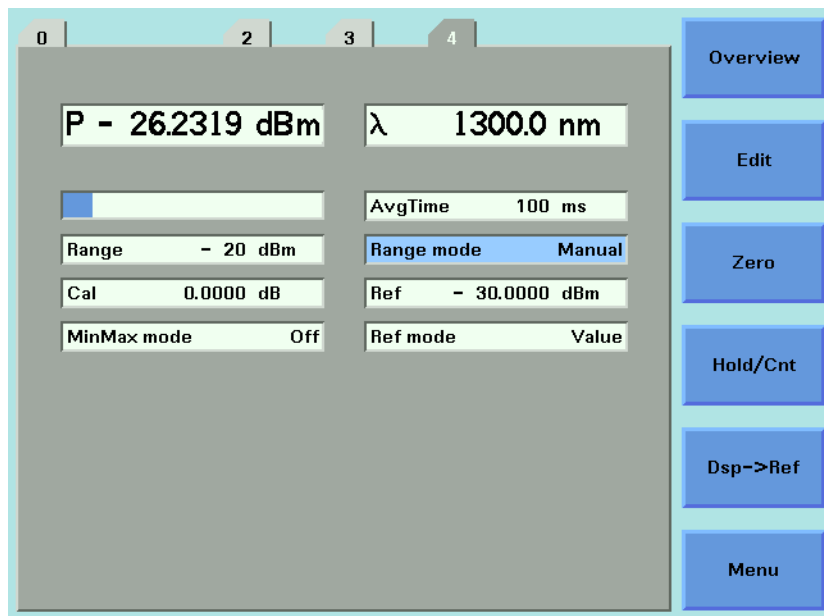 0
2
3
4
P - 26.2319 dBm
λ 1300.0 nm
AvgTime 100 ms
Range - 20 dBm
Range mode Manual
Cal 0.0000 dB
Ref - 30.0000 dBm
MinMax mode Off
Ref mode Value
Overview
Edit
Zero
Hold/Cnt
Dsp->Ref
Menu